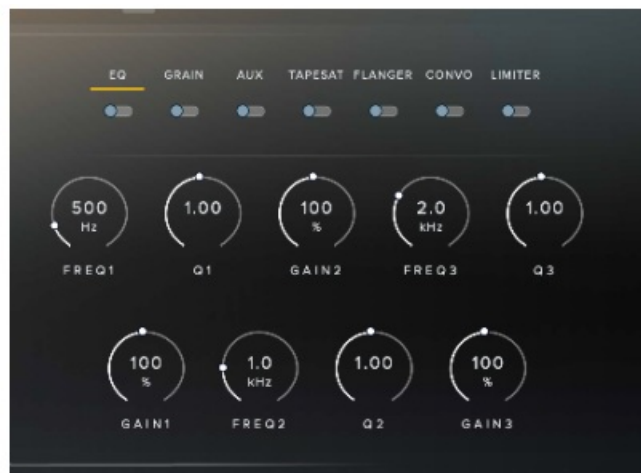 EQ GRAIN AUX TAPESAT FLANGER CONVO LIMITER
500 1.00 100 2.0 1.00
Hz % kHz
FREQ1 Q1 GAIN2 FREQ3 Q3
100 1.0 1.00 100
% kHz %
GAIN1 FREQ2 Q2 GAIN3